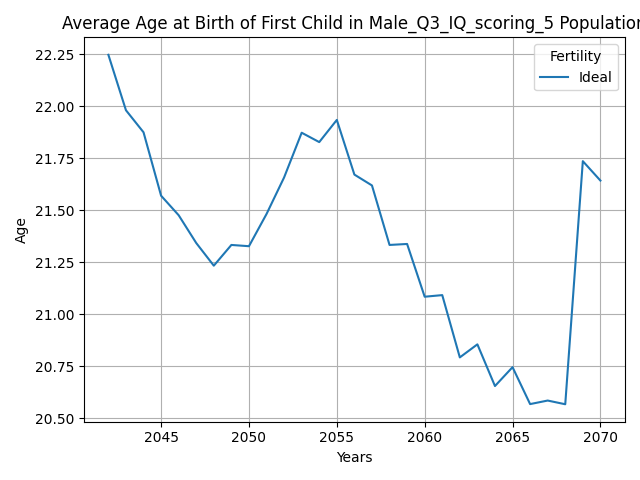 Average Age at Birth of First Child in Male_Q3_IQ_scoring_5 Population
Fertility
Ideal
22.25
22.00
21.75
21.50
21.25
21.00
20.75
20.50
Age
2045 2050 2055 2060 2065 2070
Years